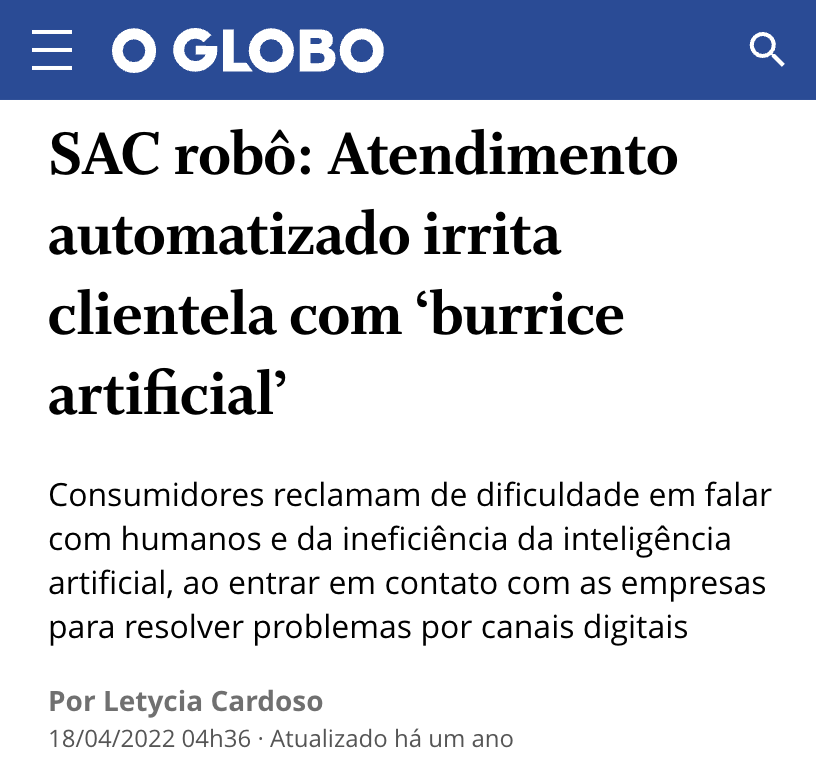 O GLOBO
SAC robô: Atendimento
automatizado irrita
clientela com ‘burrice
artificial’
Consumidores reclamam de dificuldade em falar
com humanos e da ineficiência da inteligência
artificial, ao entrar em contato com as empresas
para resolver problemas por canais digitais
Por Letycia Cardoso
18/04/2022 04h36 · Atualizado há um ano